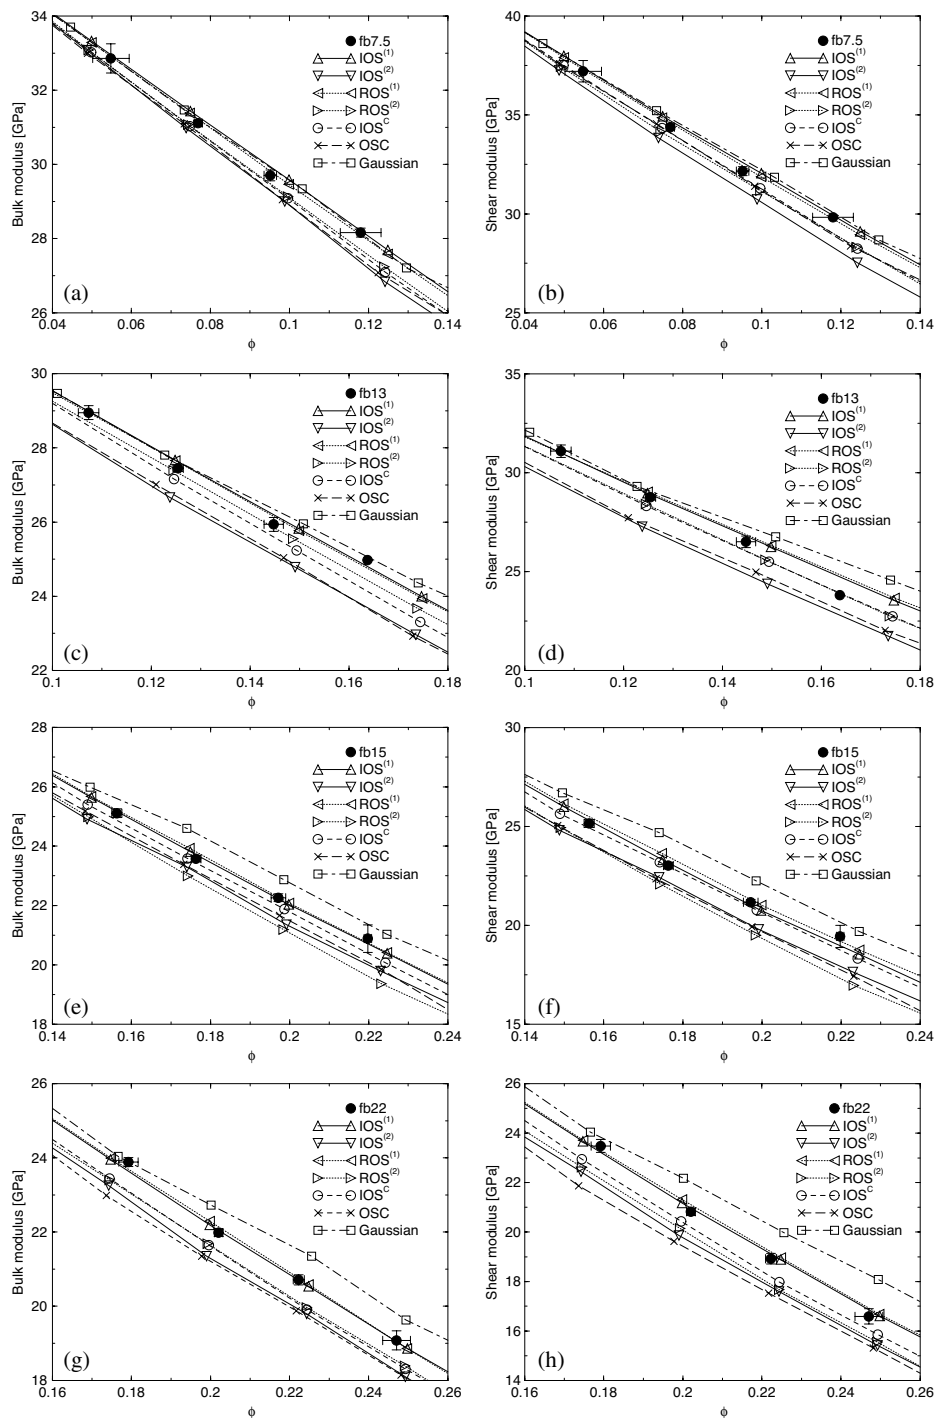 34
32
30
28
26
Bulk modulus [GPa]
fb7.5
IOS(1)
IOS(2)
ROS(1)
ROS(2)
IOSC
OSC
Gaussian
(a)
0.04 0.06 0.08 0.1 0.12 0.14
ϕ
40
35
30
25
Shear modulus [GPa]
fb7.5
IOS(1)
IOS(2)
ROS(1)
ROS(2)
IOSC
OSC
Gaussian
(b)
0.04 0.06 0.08 0.1 0.12 0.14
ϕ
30
28
26
24
22
Bulk modulus [GPa]
fb13
IOS(1)
IOS(2)
ROS(1)
ROS(2)
IOSC
OSC
Gaussian
(c)
0.1 0.12 0.14 0.16 0.18
ϕ
35
30
25
20
Shear modulus [GPa]
fb13
IOS(1)
IOS(2)
ROS(1)
ROS(2)
IOSC
OSC
Gaussian
(d)
0.1 0.12 0.14 0.16 0.18
ϕ
28
26
24
22
20
18
Bulk modulus [GPa]
fb15
IOS(1)
IOS(2)
ROS(1)
ROS(2)
IOSC
OSC
Gaussian
(e)
0.14 0.16 0.18 0.2 0.22 0.24
ϕ
30
25
20
15
Shear modulus [GPa]
fb15
IOS(1)
IOS(2)
ROS(1)
ROS(2)
IOSC
OSC
Gaussian
(f)
0.14 0.16 0.18 0.2 0.22 0.24
ϕ
26
24
22
20
18
Bulk modulus [GPa]
fb22
IOS(1)
IOS(2)
ROS(1)
ROS(2)
IOSC
OSC
Gaussian
(g)
0.16 0.18 0.2 0.22 0.24 0.26
ϕ
26
24
22
20
18
16
14
Shear modulus [GPa]
fb22
IOS(1)
IOS(2)
ROS(1)
ROS(2)
IOSC
OSC
Gaussian
(h)
0.16 0.18 0.2 0.22 0.24 0.26
ϕ